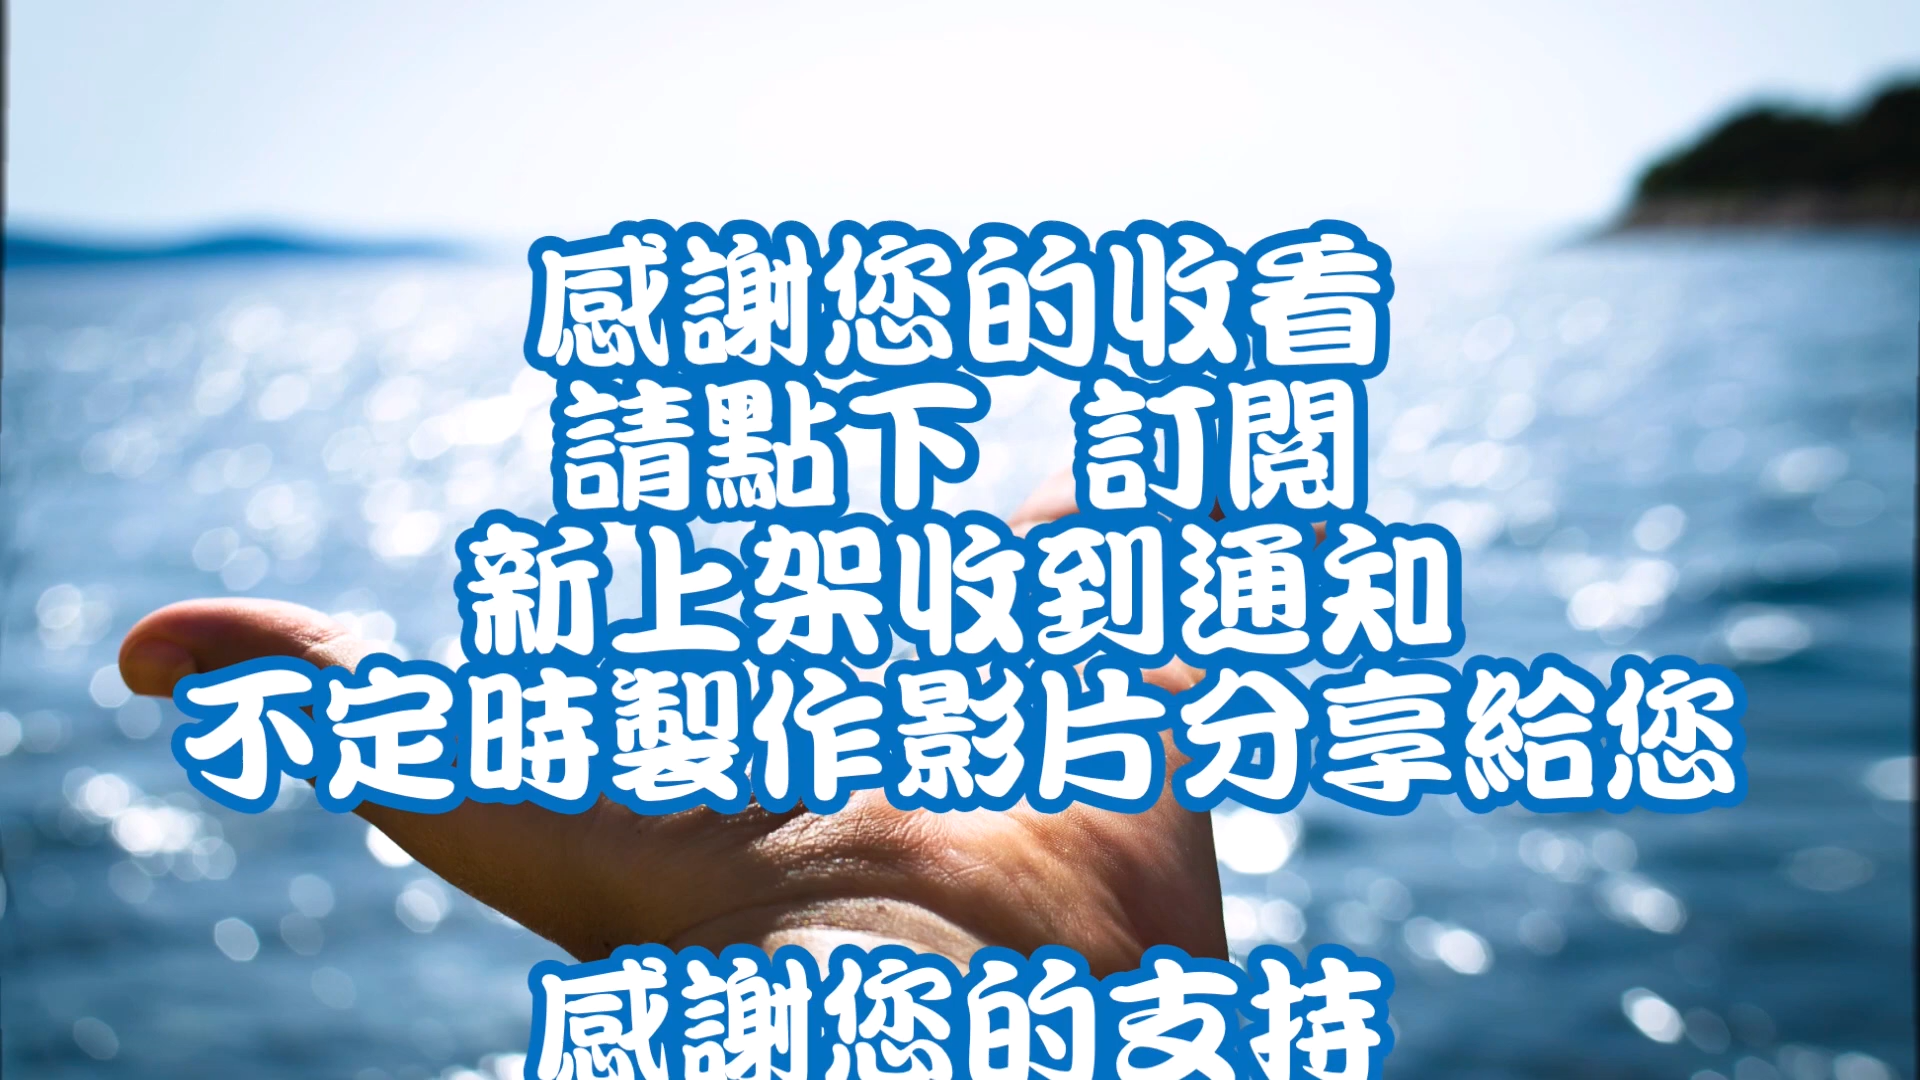 感謝您的收看
請點下 訂閱
新上架收到通知
不定時製作影片分享給您
感謝您的支持